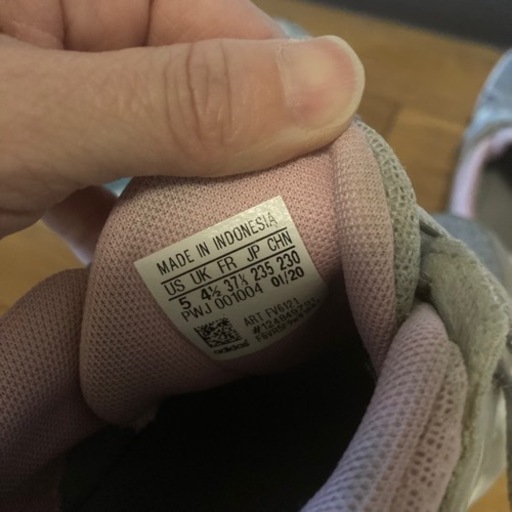 MADE IN INDONESIA
US UK FR JP CHN
5 4½ 37⅓ 235 230
PWJ 001004 01/20
ART FV6121
adidas